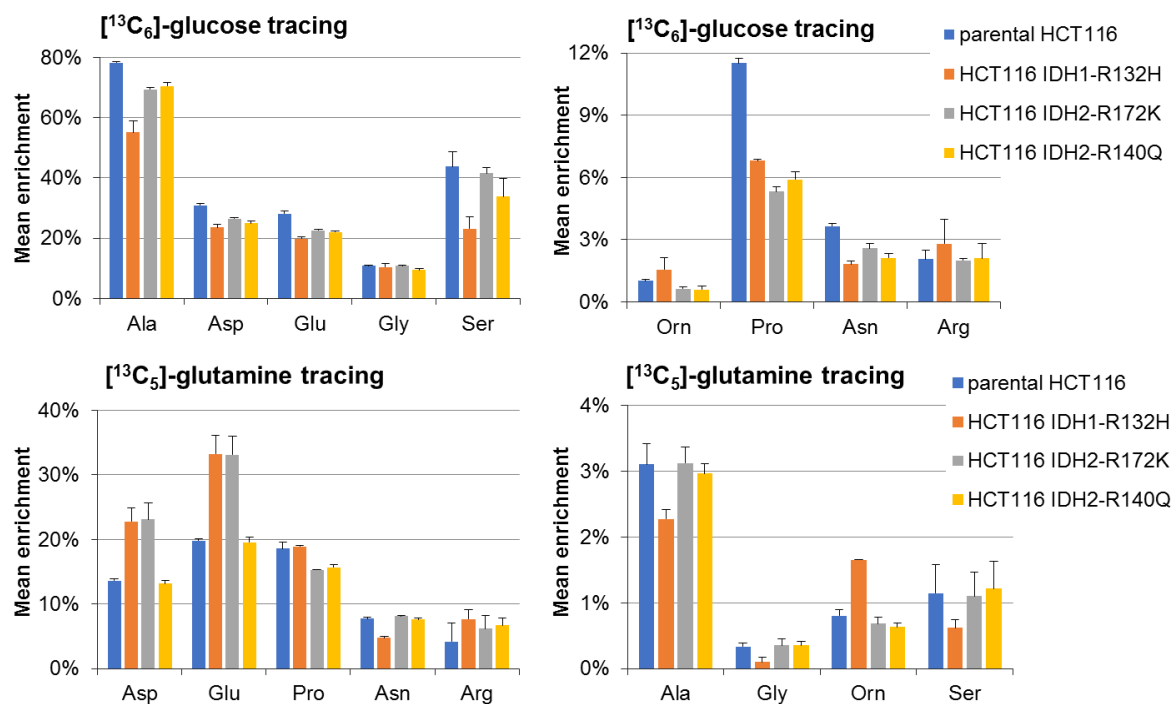 [¹³C₆]-glucose tracing
Mean enrichment
80%
60%
40%
20%
0%
Ala Asp Glu Gly Ser
[¹³C₆]-glucose tracing
Mean enrichment
12%
9%
6%
3%
0%
Orn Pro Asn Arg
parental HCT116
HCT116 IDH1-R132H
HCT116 IDH2-R172K
HCT116 IDH2-R140Q
[¹³C₅]-glutamine tracing
Mean enrichment
40%
30%
20%
10%
0%
Asp Glu Pro Asn Arg
[¹³C₅]-glutamine tracing
Mean enrichment
4%
3%
2%
1%
0%
Ala Gly Orn Ser
parental HCT116
HCT116 IDH1-R132H
HCT116 IDH2-R172K
HCT116 IDH2-R140Q